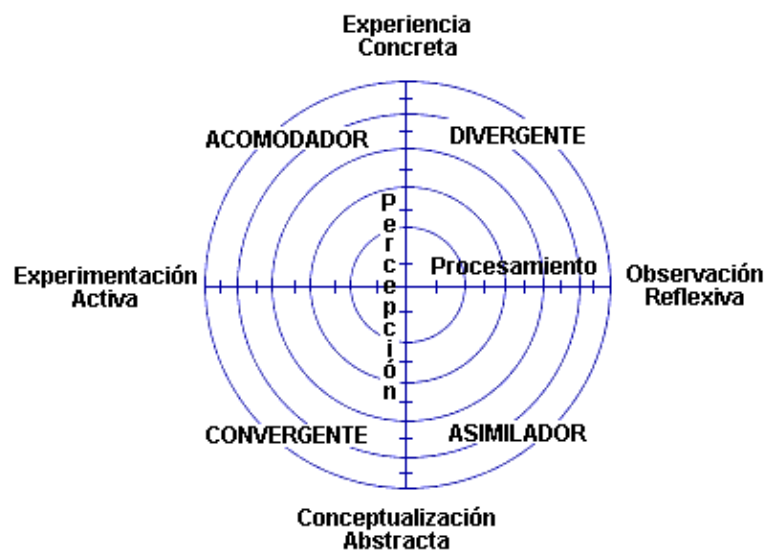 Experiencia
Concreta
ACOMODADOR
DIVERGENTE
Percepción
Procesamiento
Experimentación
Activa
Observación
Reflexiva
CONVERGENTE
ASIMILADOR
Conceptualización
Abstracta